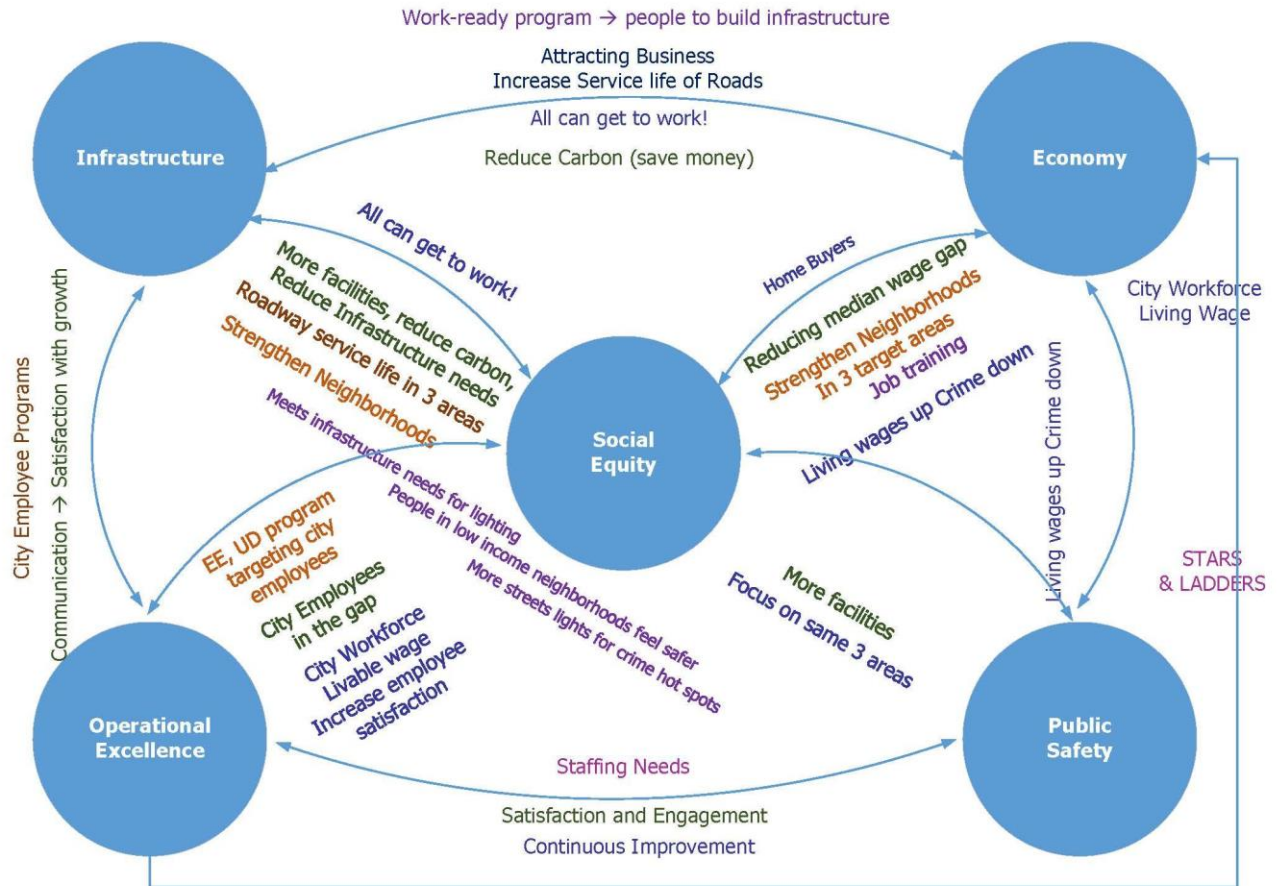 Work-ready program → people to build infrastructure
Attracting Business
Increase Service life of Roads
All can get to work!
Reduce Carbon (save money)
Infrastructure
Economy
All can get to work!
More facilities, reduce carbon,
Reduce Infrastructure needs
Roadway service life in 3 areas
Strengthen Neighborhoods
Home Buyers
Reducing median wage gap
Strengthen Neighborhoods
In 3 target areas
Job training
Living wages up Crime down
City Workforce
Living Wage
City Employee Programs
Communication → Satisfaction with growth
Social
Equity
Meets infrastructure needs for lighting
People in low income neighborhoods feel safer
More streets lights for crime hot spots
Living wages up Crime down
STARS
& LADDERS
EE, UD program
targeting city
employees
City Employees
in the gap
City Workforce
Livable wage
Increase employee
satisfaction
More facilities
Focus on same 3 areas
Operational
Excellence
Public
Safety
Staffing Needs
Satisfaction and Engagement
Continuous Improvement